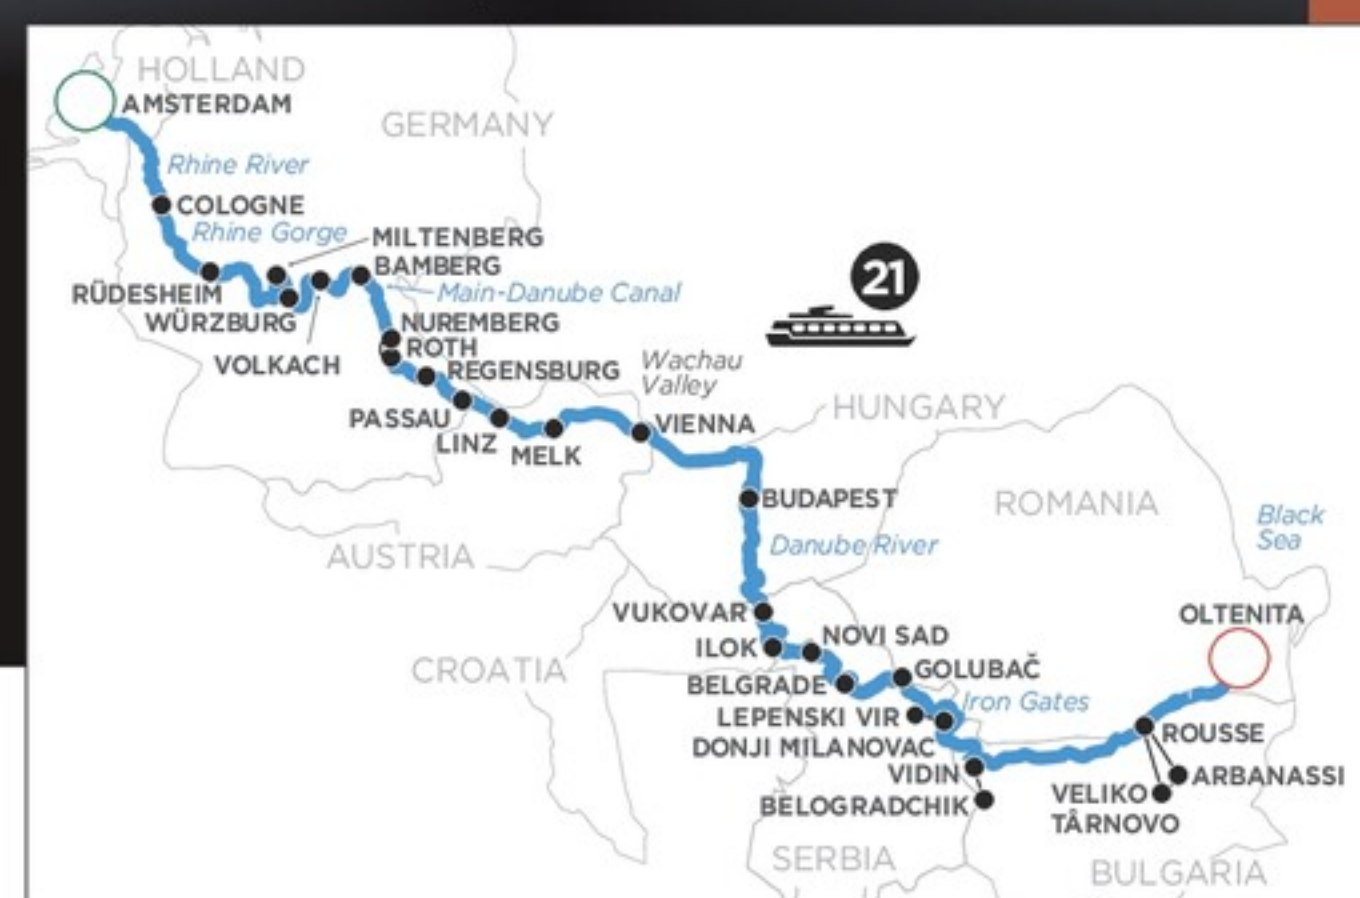 HOLLAND
AMSTERDAM
GERMANY
Rhine River
COLOGNE
Rhine Gorge
MILTENBERG
BAMBERG
RÜDESHEIM
Main-Danube Canal
WÜRZBURG
NUREMBERG
ROTH
VOLKACH
REGENSBURG
21
Wachau
Valley
PASSAU
LINZ
MELK
VIENNA
HUNGARY
BUDAPEST
ROMANIA
Black
Sea
Danube River
AUSTRIA
VUKOVAR
OLTENITA
ILOK
NOVI SAD
CROATIA
BELGRADE
GOLUBAČ
LEPENSKI VIR
Iron Gates
DONJI MILANOVAC
ROUSSE
VIDIN
ARBANASSI
BELOGRADCHIK
VELIKO
TÂRNOVO
SERBIA
BULGARIA